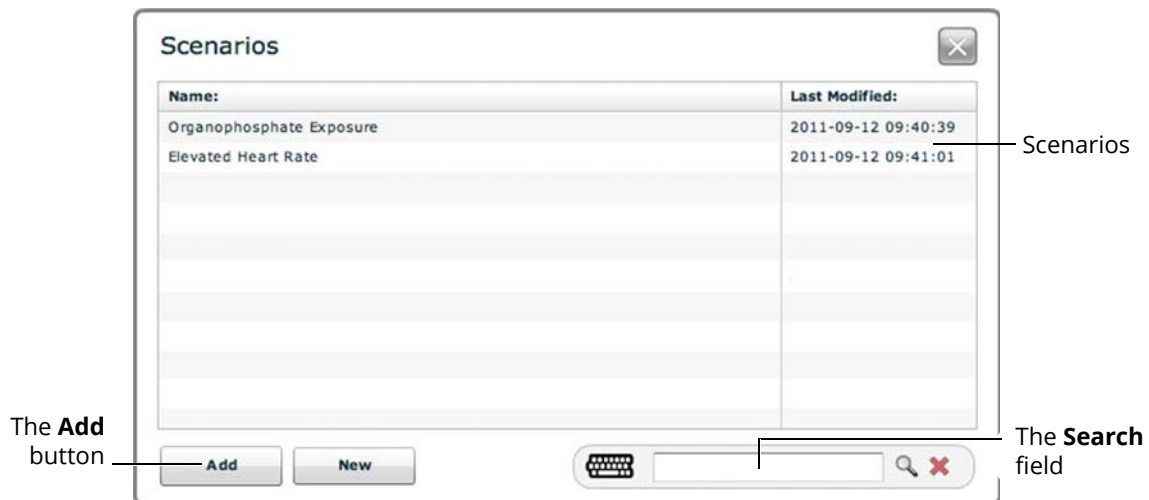 Scenarios
Name: Last Modified:
Organophosphate Exposure 2011-09-12 09:40:39
Elevated Heart Rate 2011-09-12 09:41:01
Scenarios
The Add
button
Add New
The Search
field